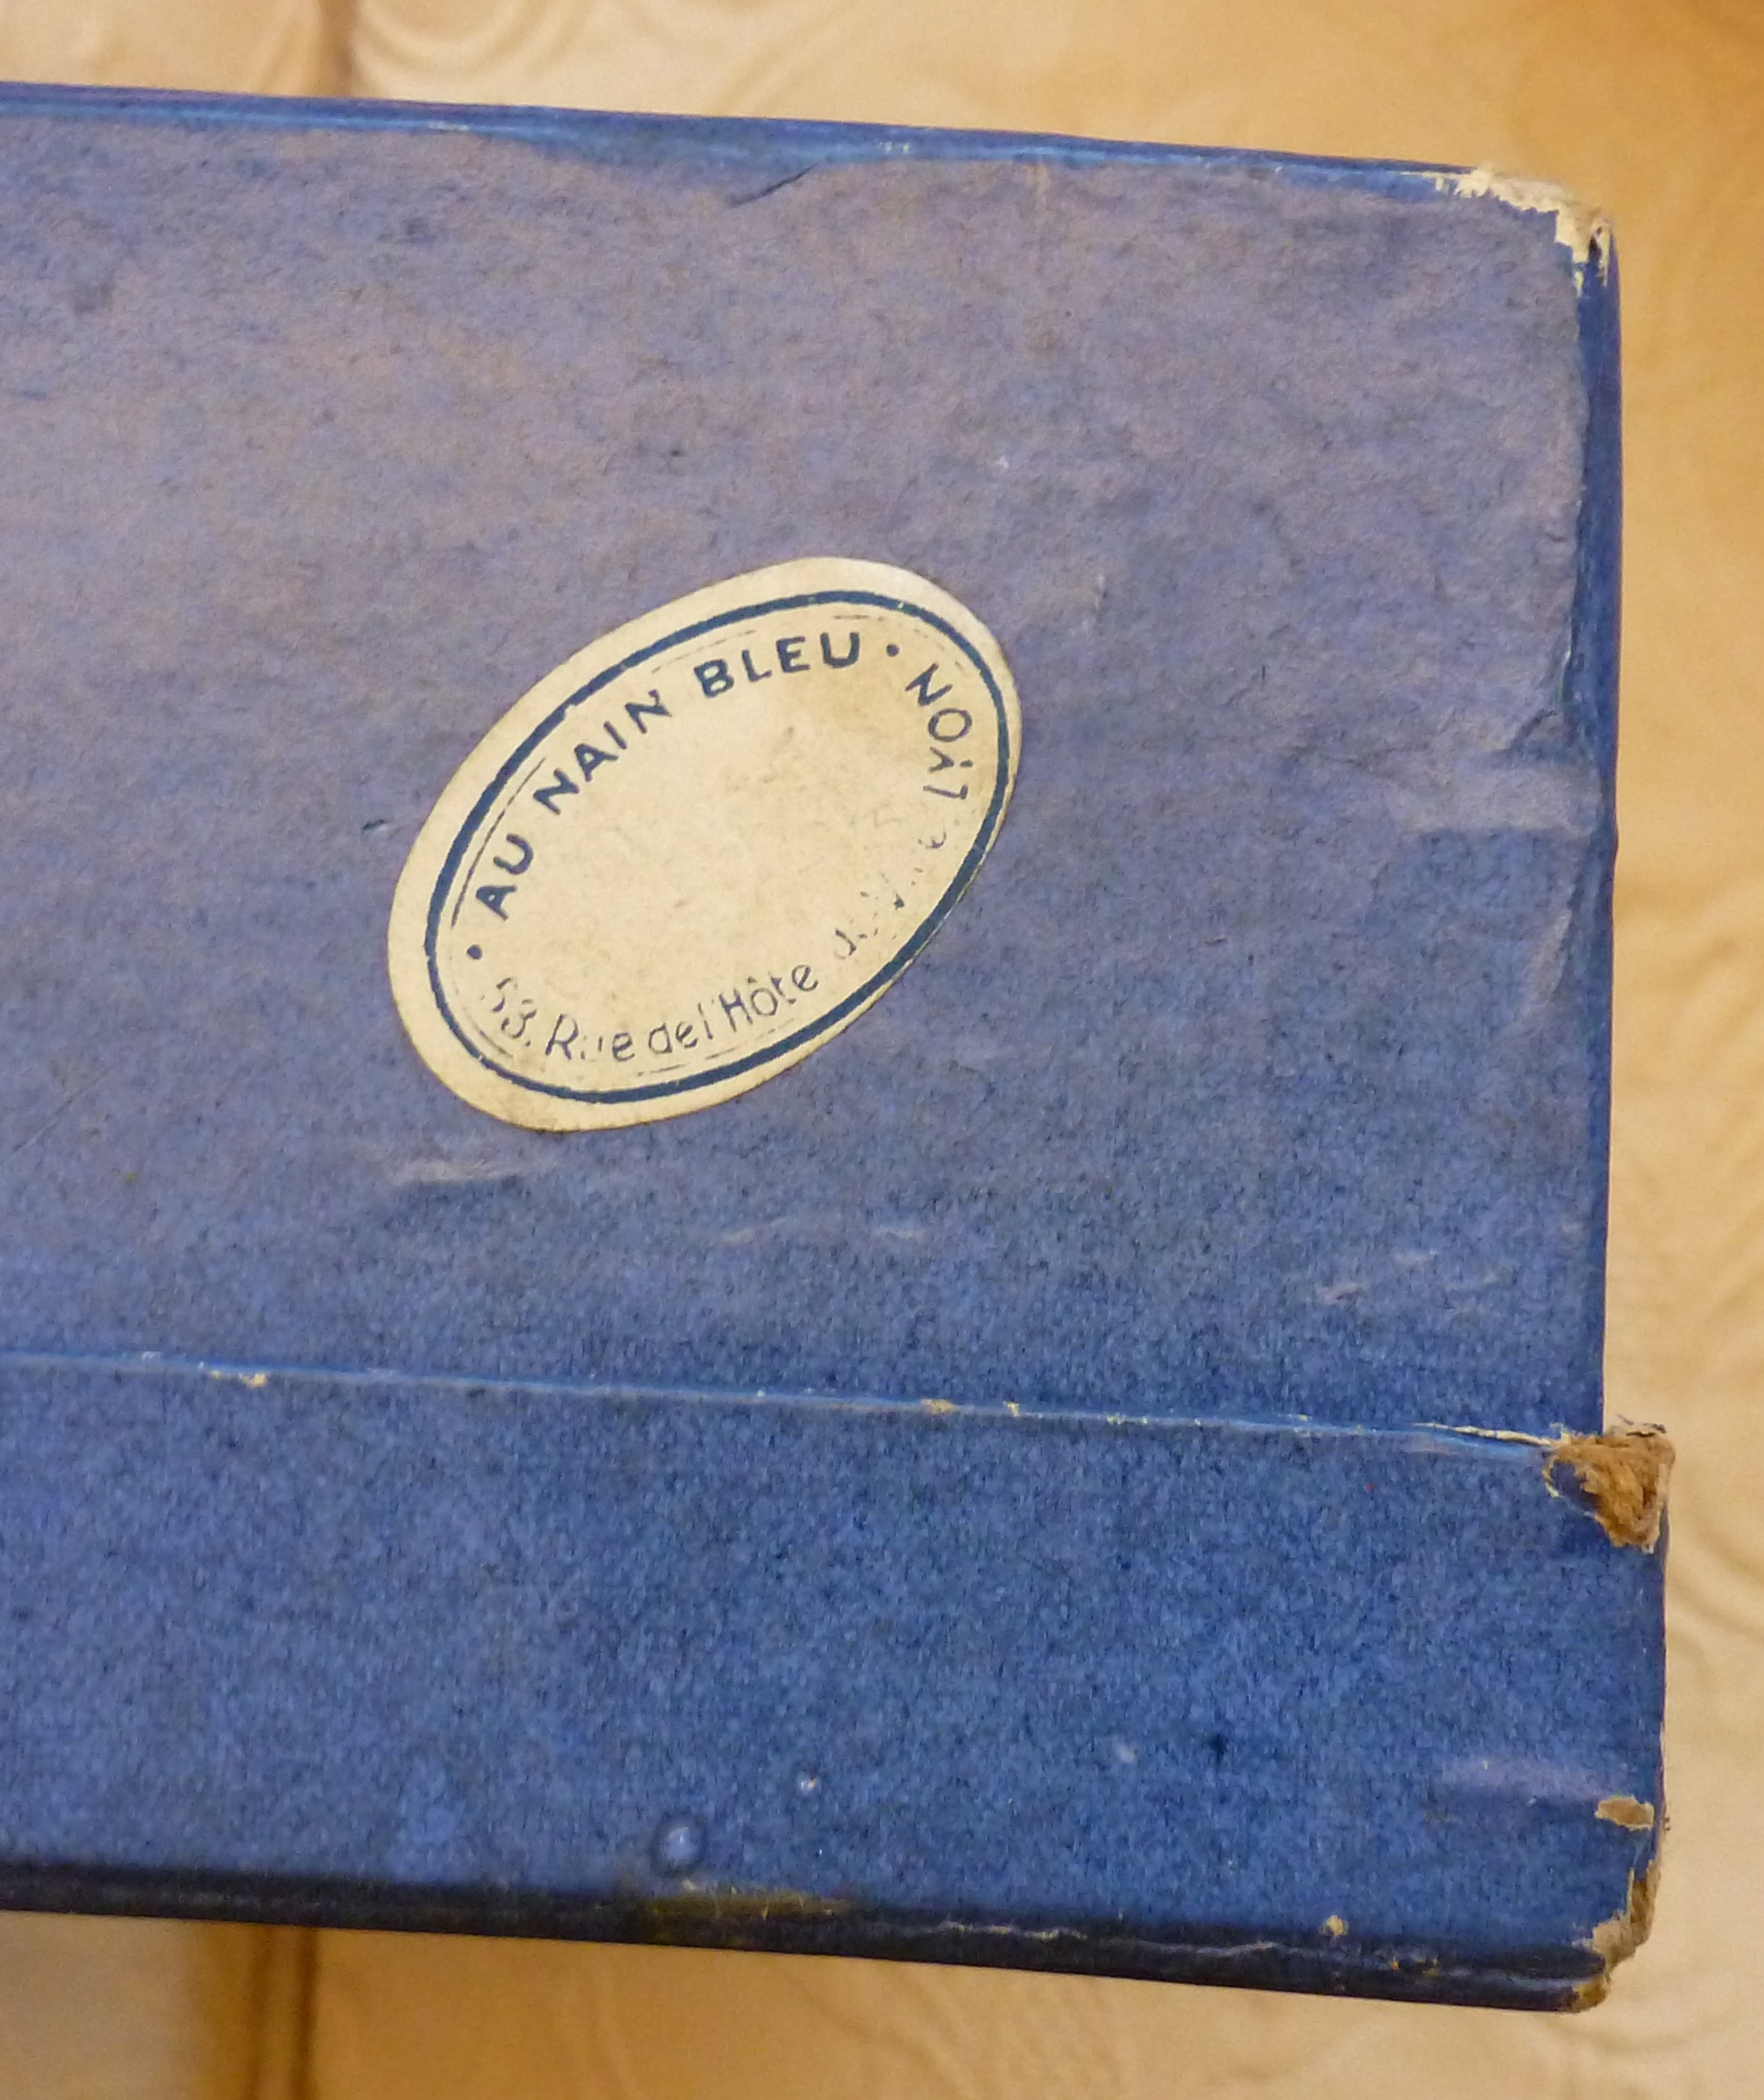 • AU NAIN BLEU •
53. Rue de l'Hôte LYON